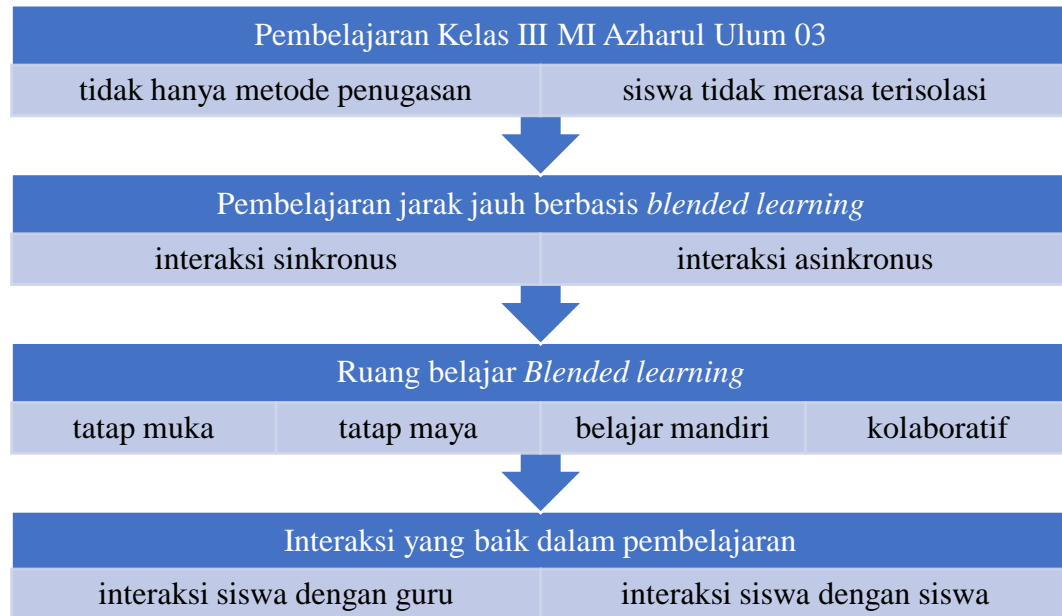 Pembelajaran Kelas III MI Azharul Ulum 03
tidak hanya metode penugasan
siswa tidak merasa terisolasi
Pembelajaran jarak jauh berbasis blended learning
interaksi sinkronus
interaksi asinkronus
Ruang belajar Blended learning
tatap muka
tatap maya
belajar mandiri
kolaboratif
Interaksi yang baik dalam pembelajaran
interaksi siswa dengan guru
interaksi siswa dengan siswa